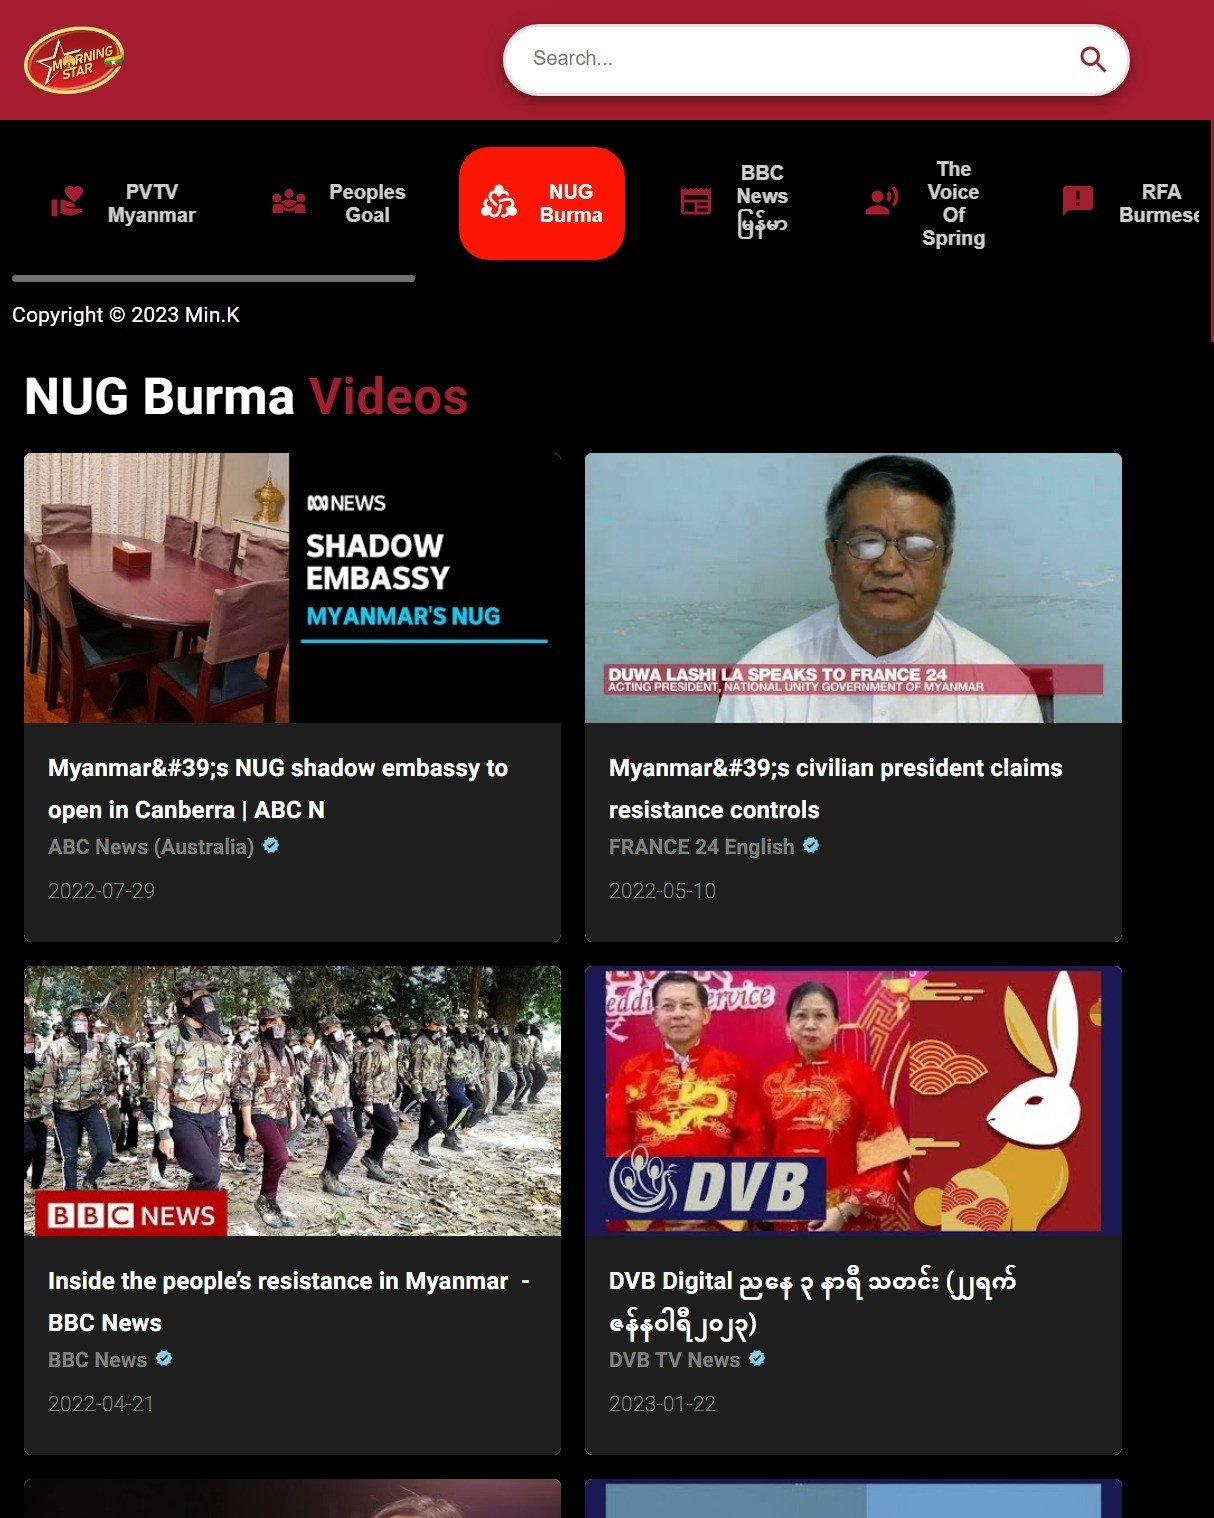 MORNING
STAR
Search...
PVTV
Myanmar
Peoples
Goal
NUG
Burma
BBC
News
မြန်မာ
The
Voice
Of
Spring
RFA
Burmese
Copyright © 2023 Min.K
NUG Burma Videos
NEWS
SHADOW
EMBASSY
MYANMAR'S NUG
DUWA LASHI LA SPEAKS TO FRANCE 24
ACTING PRESIDENT, NATIONAL UNITY GOVERNMENT OF MYANMAR
Myanmar&#39;s NUG shadow embassy to
open in Canberra | ABC N
ABC News (Australia)
2022-07-29
Myanmar&#39;s civilian president claims
resistance controls
FRANCE 24 English
2022-05-10
BBC NEWS
DVB
Inside the people’s resistance in Myanmar - 
BBC News
BBC News
2022-04-21
DVB Digital ညနေ ၃ နာရီ သတင်း (၂၂ရက်
ဇန်နဝါရီ၂၀၂၃)
DVB TV News
2023-01-22